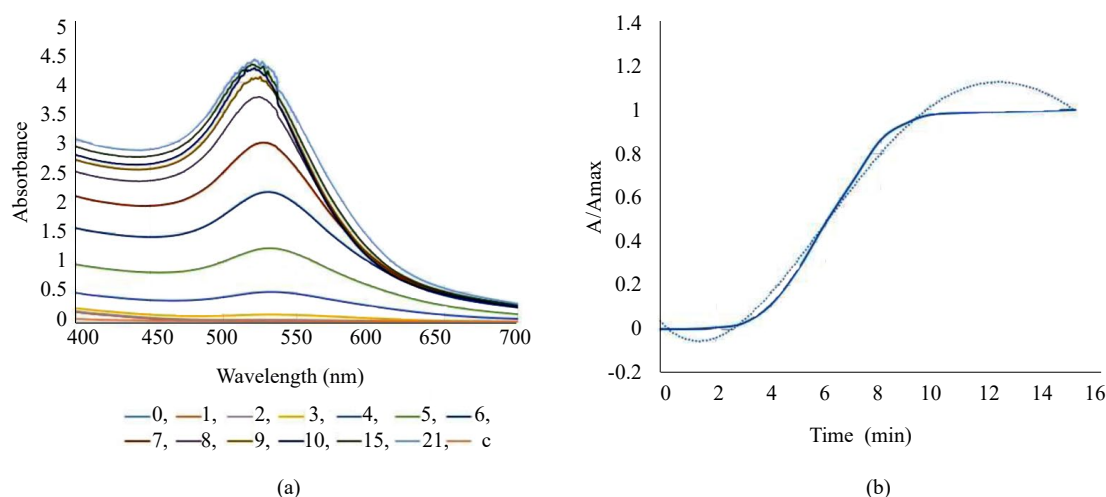 5
4.5
4
3.5
3
2.5
2
1.5
1
0.5
0
Absorbance
400 450 500 550 600 650 700
Wavelength (nm)
0, 1, 2, 3, 4, 5, 6,
7, 8, 9, 10, 15, 21, c
(a)
1.4
1.2
1
0.8
0.6
0.4
0.2
0
-0.2
A/Amax
0 2 4 6 8 10 12 14 16
Time (min)
(b)